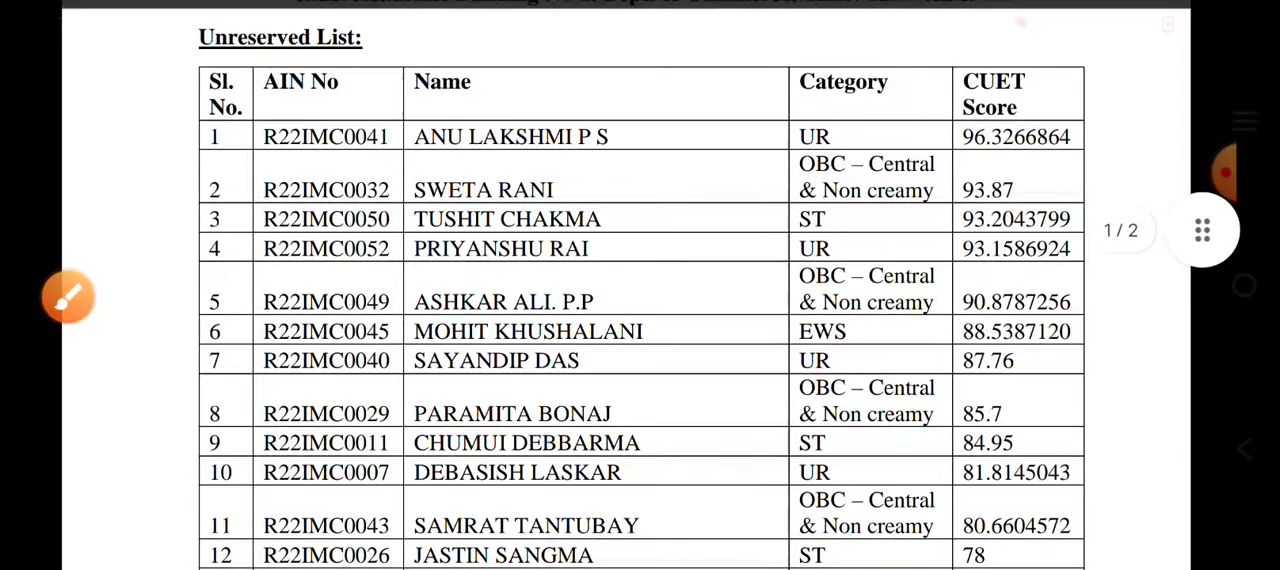 Unreserved List:
Sl. No. AIN No Name Category CUET Score
1 R22IMC0041 ANU LAKSHMI P S UR 96.3266864
2 R22IMC0032 SWETA RANI OBC – Central & Non creamy 93.87
3 R22IMC0050 TUSHIT CHAKMA ST 93.2043799
4 R22IMC0052 PRIYANSHU RAI UR 93.1586924
5 R22IMC0049 ASHKAR ALI. P.P OBC – Central & Non creamy 90.8787256
6 R22IMC0045 MOHIT KHUSHALANI EWS 88.5387120
7 R22IMC0040 SAYANDIP DAS UR 87.76
8 R22IMC0029 PARAMITA BONAJ OBC – Central & Non creamy 85.7
9 R22IMC0011 CHUMUI DEBBARMA ST 84.95
10 R22IMC0007 DEBASISH LASKAR UR 81.8145043
11 R22IMC0043 SAMRAT TANTUBAY OBC – Central & Non creamy 80.6604572
12 R22IMC0026 JASTIN SANGMA ST 78
1 / 2